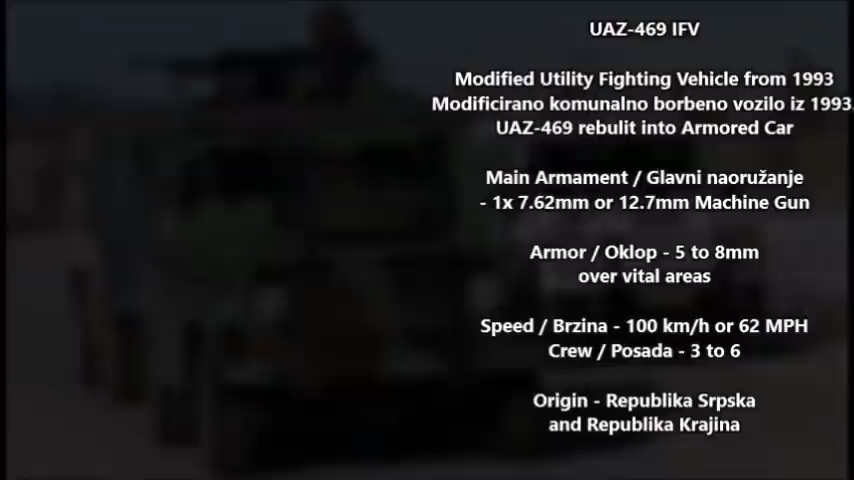 UAZ-469 IFV
Modified Utility Fighting Vehicle from 1993
Modificirano komunalno borbeno vozilo iz 1993.
UAZ-469 rebulit into Armored Car
Main Armament / Glavni naoružanje
- 1x 7.62mm or 12.7mm Machine Gun
Armor / Oklop - 5 to 8mm
over vital areas
Speed / Brzina - 100 km/h or 62 MPH
Crew / Posada - 3 to 6
Origin - Republika Srpska
and Republika Krajina